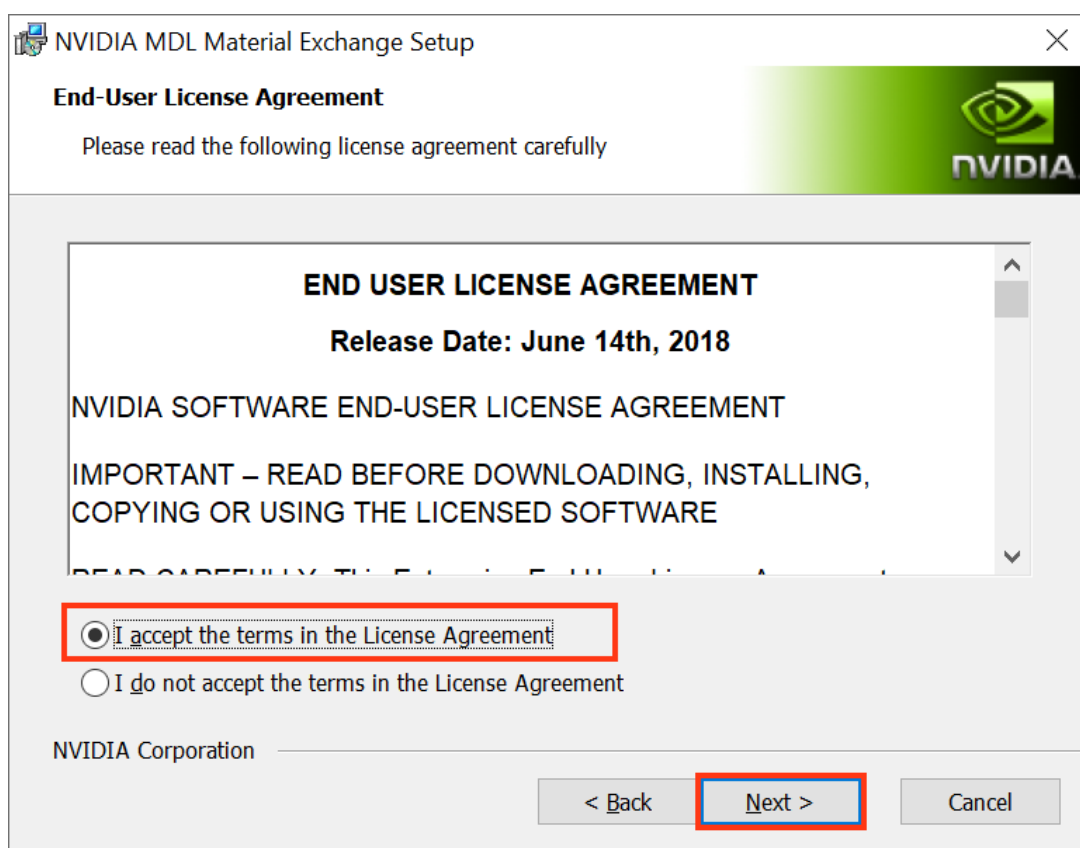 NVIDIA MDL Material Exchange Setup
End-User License Agreement
Please read the following license agreement carefully
NVIDIA
END USER LICENSE AGREEMENT
Release Date: June 14th, 2018
NVIDIA SOFTWARE END-USER LICENSE AGREEMENT
IMPORTANT – READ BEFORE DOWNLOADING, INSTALLING,
COPYING OR USING THE LICENSED SOFTWARE
I accept the terms in the License Agreement
I do not accept the terms in the License Agreement
NVIDIA Corporation
< Back
Next >
Cancel